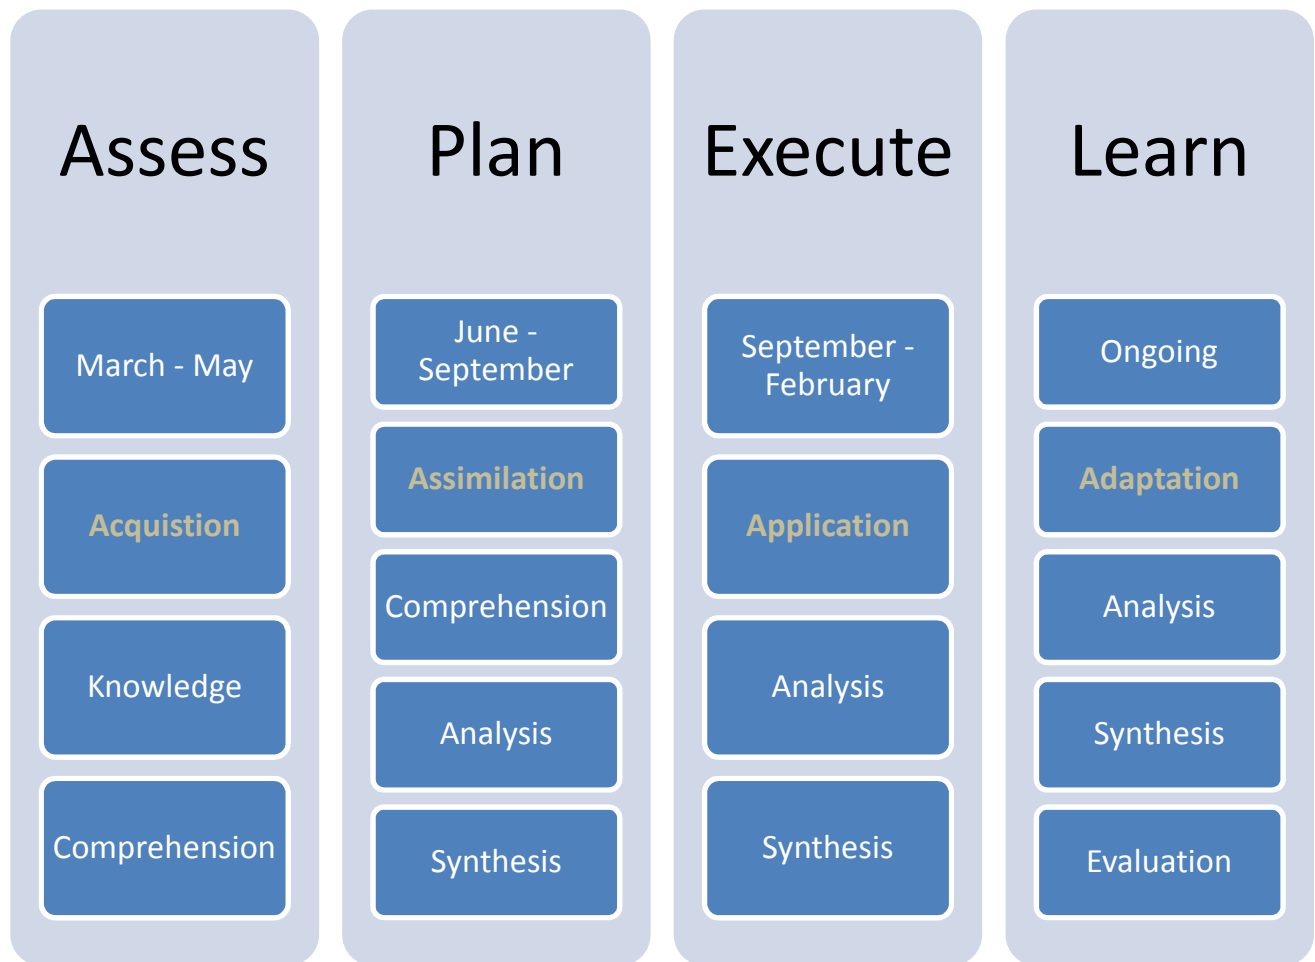 Assess
March - May
Acquistion
Knowledge
Comprehension
Plan
June -
September
Assimilation
Comprehension
Analysis
Synthesis
Execute
September -
February
Application
Analysis
Synthesis
Learn
Ongoing
Adaptation
Analysis
Synthesis
Evaluation